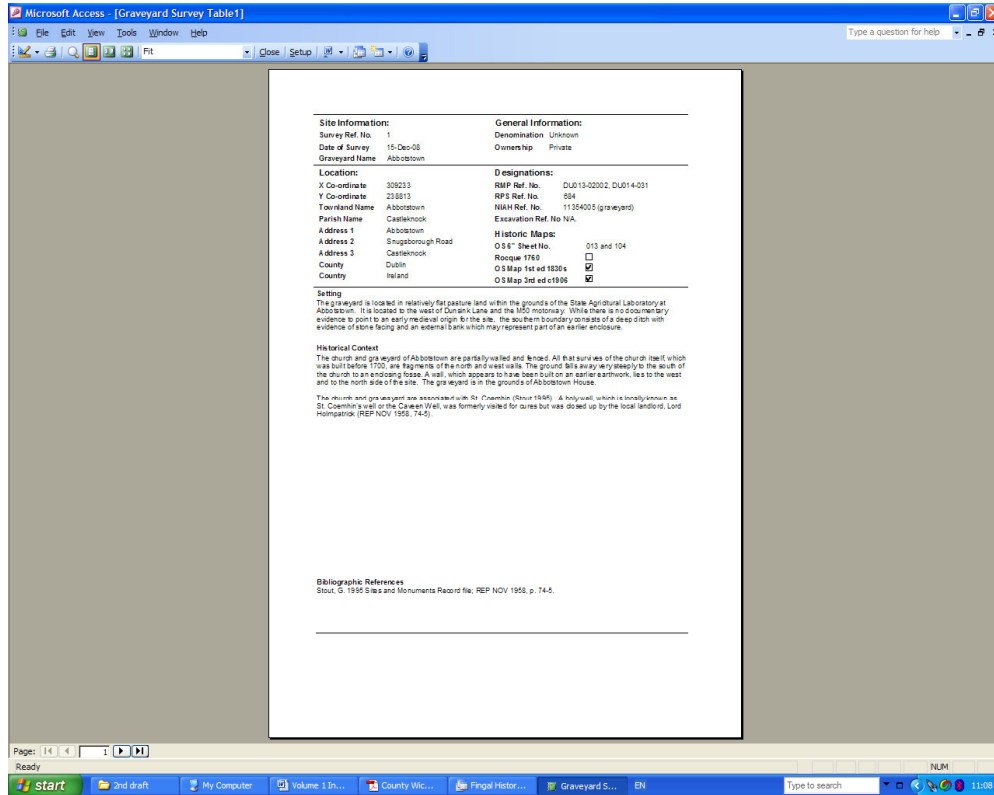 Microsoft Access - [Graveyard Survey Table1]
File Edit View Tools Window Help
Type a question for help
Fit
Close Setup
Site Information:
Survey Ref. No. 1
Date of Survey 15-Dec-08
Graveyard Name Abbotstown
General Information:
Denomination Unknown
Ownership Private
Location:
X Co-ordinate 309233
Y Co-ordinate 238813
Townland Name Abbotstown
Parish Name Castleknock
Address 1 Abbotstown
Address 2 Snugsborough Road
Address 3 Castleknock
County Dublin
Country Ireland
Designations:
RMP Ref. No. DU013-02002, DU014-031
RPS Ref. No. 684
NIAH Ref. No. 11354005 (graveyard)
Excavation Ref. No N/A.
Historic Maps:
OS 6" Sheet No. 013 and 104
Rocque 1760
OS Map 1st ed 1830s
OS Map 3rd ed c1906
Setting
The graveyard is located in relatively flat pasture land within the grounds of the State Agricultural Laboratory at
Abbotstown. It is located to the west of Dunsink Lane and the M50 motorway. While there is no documentary
evidence to point to an early medieval origin for the site, the southern boundary consists of a deep ditch with
evidence of stone facing and an external bank which may represent part of an earlier enclosure.
Historical Context
The church and graveyard of Abbotstown are partially walled and fenced. All that survives of the church itself, which
was built before 1700, are fragments of the north and west walls. The ground falls away very steeply to the south of
the church to an enclosing fosse. A wall, which appears to have been built on an earlier earthwork, lies to the west
and to the north side of the site. The graveyard is in the grounds of Abbotstown House.
The church and graveyard are associated with St. Coemhin (Stout 1995). A holy well, which is locally known as
St. Coemhin's well or the Caveen Well, was formerly visited for cures but was closed up by the local landlord, Lord
Holmpatrick (REP NOV 1958, 74-5).
Bibliographic References
Stout, G. 1995 Sites and Monuments Record file; REP NOV 1958, p. 74-5.
Page: 1
Ready
NUM
start
2nd draft
My Computer
Volume 1 In...
County Wic...
Fingal Histor...
Graveyard S...
EN
Type to search
11:08